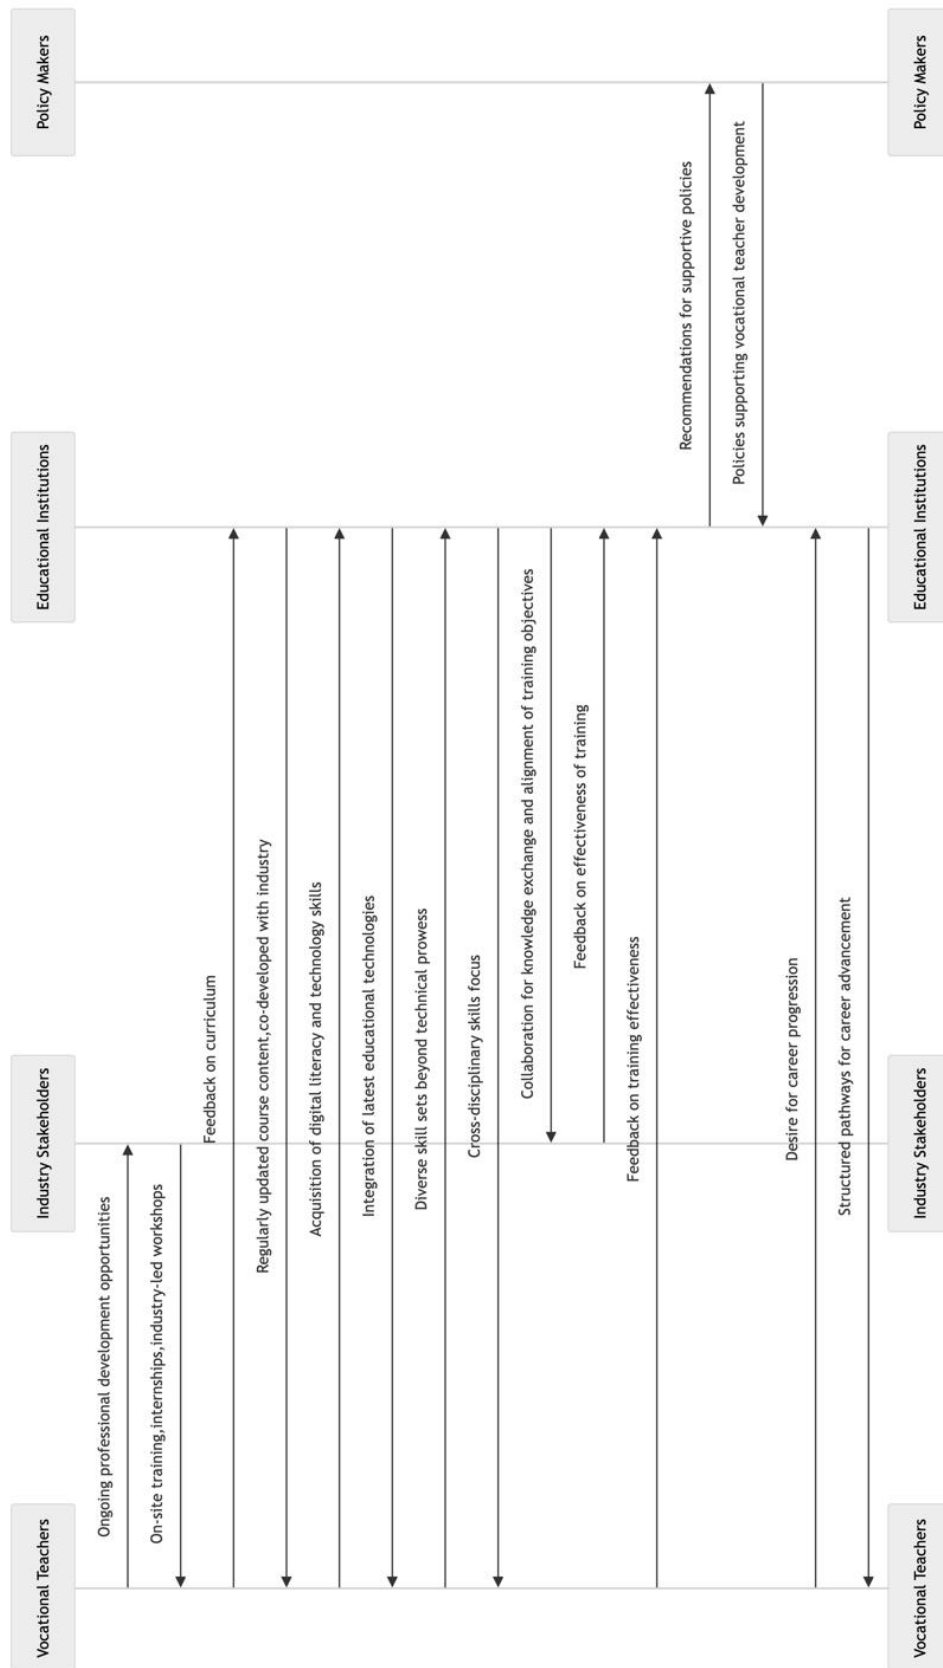 Vocational Teachers
Industry Stakeholders
Educational Institutions
Policy Makers
Ongoing professional development opportunities
On-site training,internships,industry-led workshops
Feedback on curriculum
Regularly updated course content,co-developed with industry
Acquisition of digital literacy and technology skills
Integration of latest educational technologies
Diverse skill sets beyond technical prowess
Cross-disciplinary skills focus
Collaboration for knowledge exchange and alignment of training objectives
Feedback on effectiveness of training
Feedback on training effectiveness
Recommendations for supportive policies
Policies supporting vocational teacher development
Desire for career progression
Structured pathways for career advancement
Vocational Teachers
Industry Stakeholders
Educational Institutions
Policy Makers